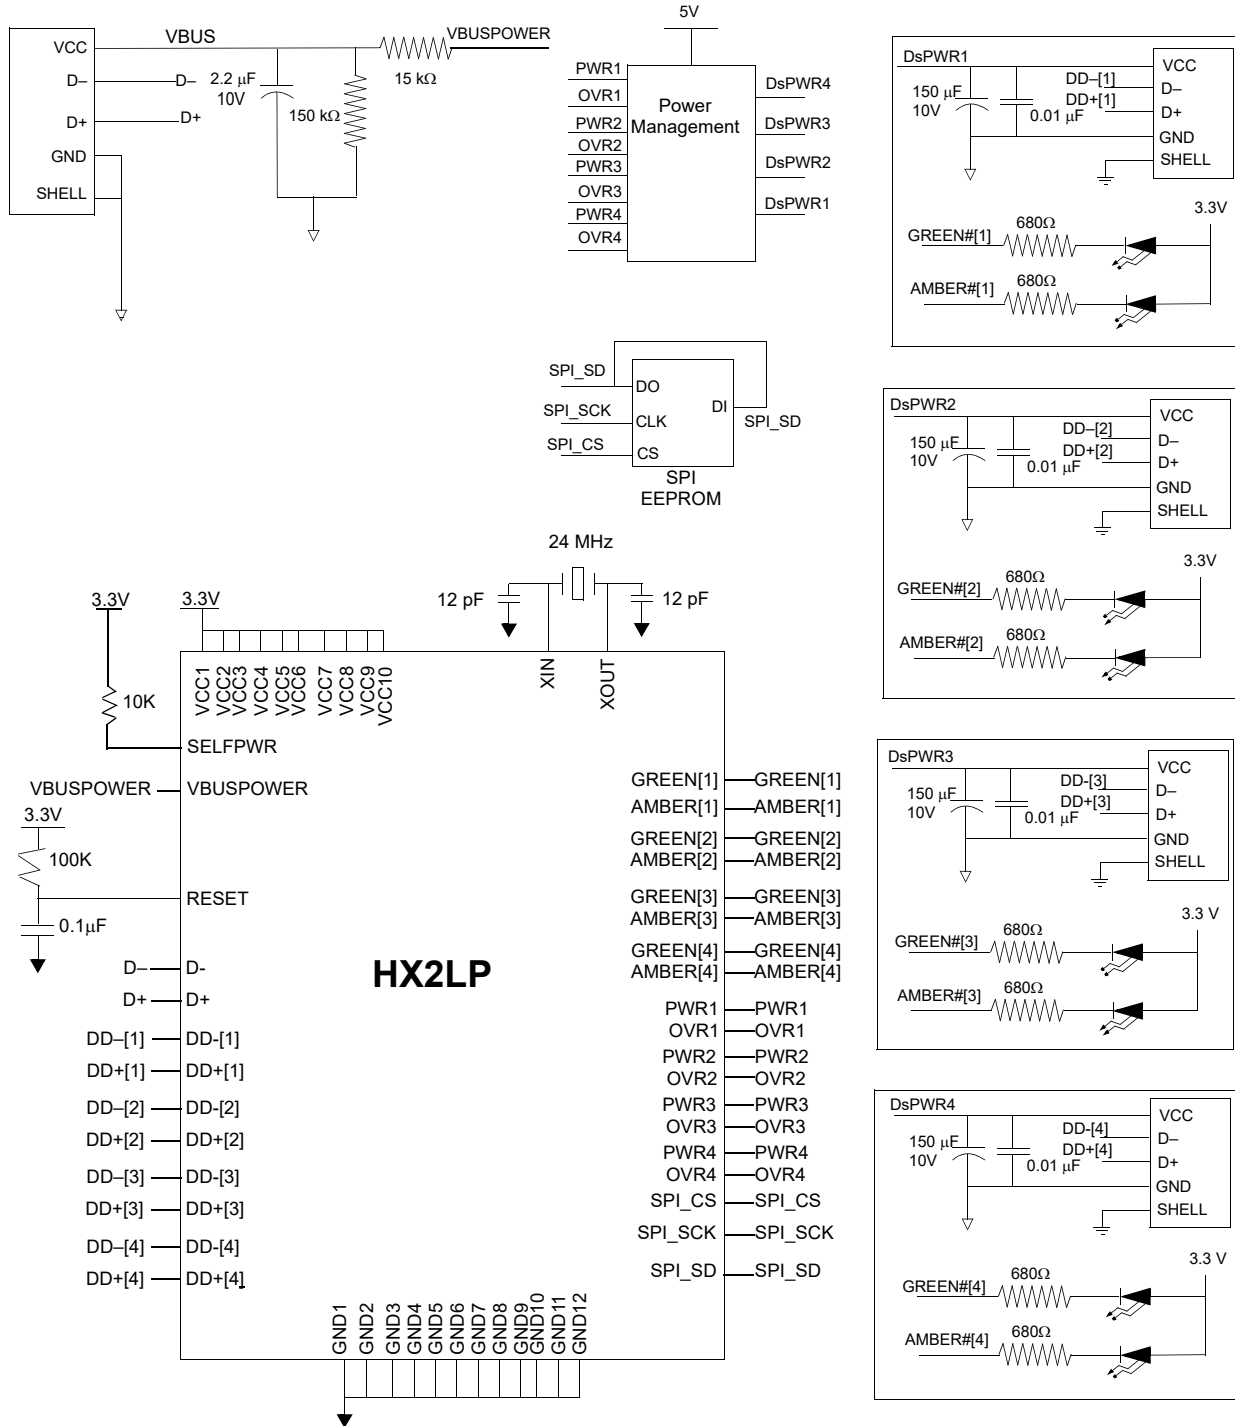 VCC
VBUS
VBUSPOWER
D–
D–
2.2 µF
10V
15 kΩ
150 kΩ
D+
D+
GND
SHELL
5V
PWR1
OVR1
PWR2
OVR2
PWR3
OVR3
PWR4
OVR4
Power
Management
DsPWR4
DsPWR3
DsPWR2
DsPWR1
DsPWR1
150 µF
10V
0.01 µF
DD–[1]
DD+[1]
VCC
D–
D+
GND
SHELL
3.3V
680Ω
GREEN#[1]
680Ω
AMBER#[1]
SPI_SD
SPI_SCK
SPI_CS
DO
CLK
CS
DI
SPI_SD
SPI
EEPROM
DsPWR2
150 µF
10V
0.01 µF
DD–[2]
DD+[2]
VCC
D–
D+
GND
SHELL
3.3V
680Ω
GREEN#[2]
680Ω
AMBER#[2]
24 MHz
12 pF
12 pF
3.3V
3.3V
VCC1
VCC2
VCC3
VCC4
VCC5
VCC6
VCC7
VCC8
VCC9
VCC10
XIN
XOUT
10K
SELFPWR
VBUSPOWER
VBUSPOWER
3.3V
100K
RESET
0.1µF
HX2LP
D–
D-
D+
D+
DD–[1]
DD-[1]
DD+[1]
DD+[1]
DD–[2]
DD-[2]
DD+[2]
DD+[2]
DD–[3]
DD-[3]
DD+[3]
DD+[3]
DD–[4]
DD-[4]
DD+[4]
DD+[4]
GREEN[1]
GREEN[1]
AMBER[1]
AMBER[1]
GREEN[2]
GREEN[2]
AMBER[2]
AMBER[2]
GREEN[3]
GREEN[3]
AMBER[3]
AMBER[3]
GREEN[4]
GREEN[4]
AMBER[4]
AMBER[4]
PWR1
PWR1
OVR1
OVR1
PWR2
PWR2
OVR2
OVR2
PWR3
PWR3
OVR3
OVR3
PWR4
PWR4
OVR4
OVR4
SPI_CS
SPI_CS
SPI_SCK
SPI_SCK
SPI_SD
SPI_SD
GND1
GND2
GND3
GND4
GND5
GND6
GND7
GND8
GND9
GND10
GND11
GND12
DsPWR3
150 µF
10V
0.01 µF
DD-[3]
DD+[3]
VCC
D–
D+
GND
SHELL
3.3 V
680Ω
GREEN#[3]
680Ω
AMBER#[3]
DsPWR4
150 µF
10V
0.01 µF
DD-[4]
DD+[4]
VCC
D–
D+
GND
SHELL
3.3 V
680Ω
GREEN#[4]
680Ω
AMBER#[4]